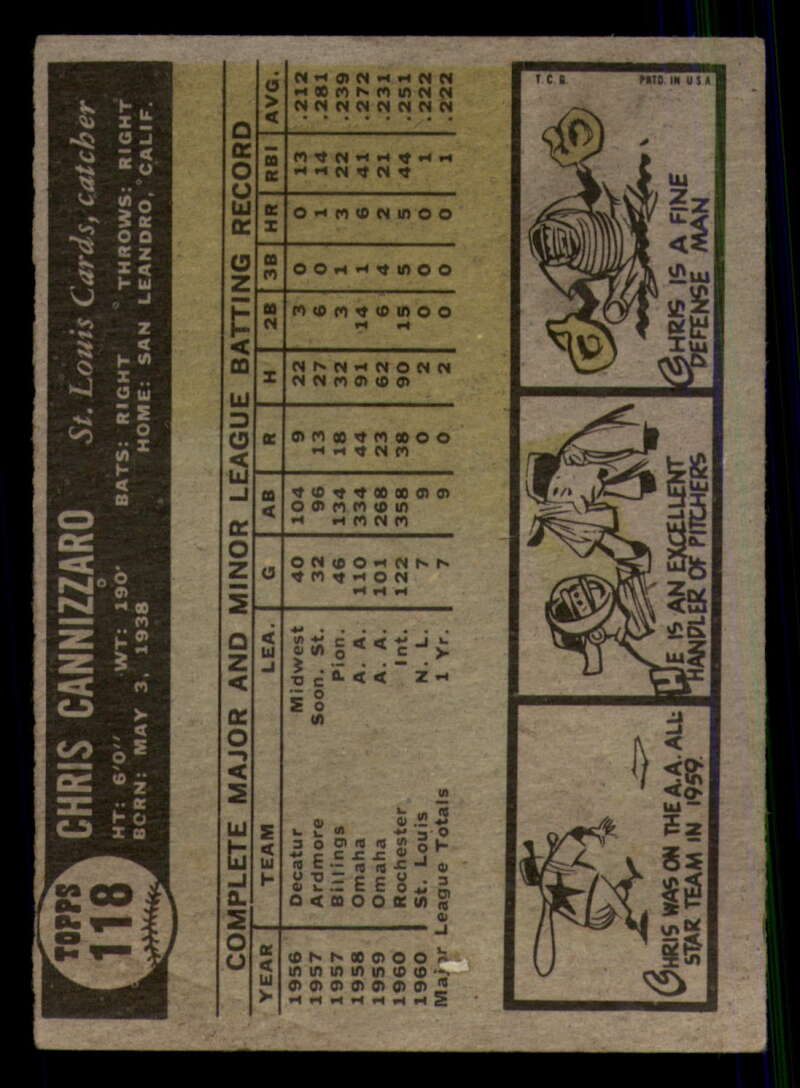 TOPPS
118
CHRIS CANNIZZARO St. Louis Cards, catcher
HT: 6'0" WT: 190 BATS: RIGHT THROWS: RIGHT
BORN: MAY 3, 1938 HOME: SAN LEANDRO, CALIF.
COMPLETE MAJOR AND MINOR LEAGUE BATTING RECORD
YEAR TEAM LEA. G AB R H 2B 3B HR RBI AVG.
1956 Decatur Midwest 40 104 9 22 3 0 0 13 .212
1957 Ardmore Soon. St. 32 96 13 27 6 0 1 14 .281
1957 Billings Pion. 46 134 18 32 3 1 3 22 .239
1958 Omaha A. A. 110 334 44 91 14 1 6 41 .272
1959 Omaha A. A. 101 268 23 62 6 4 2 21 .231
1960 Rochester Int. 122 358 38 90 15 5 5 44 .251
1960 St. Louis N. L. 7 9 0 2 0 0 0 1 .222
Major League Totals 1 Yr. 7 9 0 2 0 0 0 1 .222
CHRIS WAS ON THE A.A. ALL-
STAR TEAM IN 1959.
HE IS AN EXCELLENT
HANDLER OF PITCHERS
T.C.G. PRTD. IN U S A
CHRIS IS A FINE
DEFENSE MAN